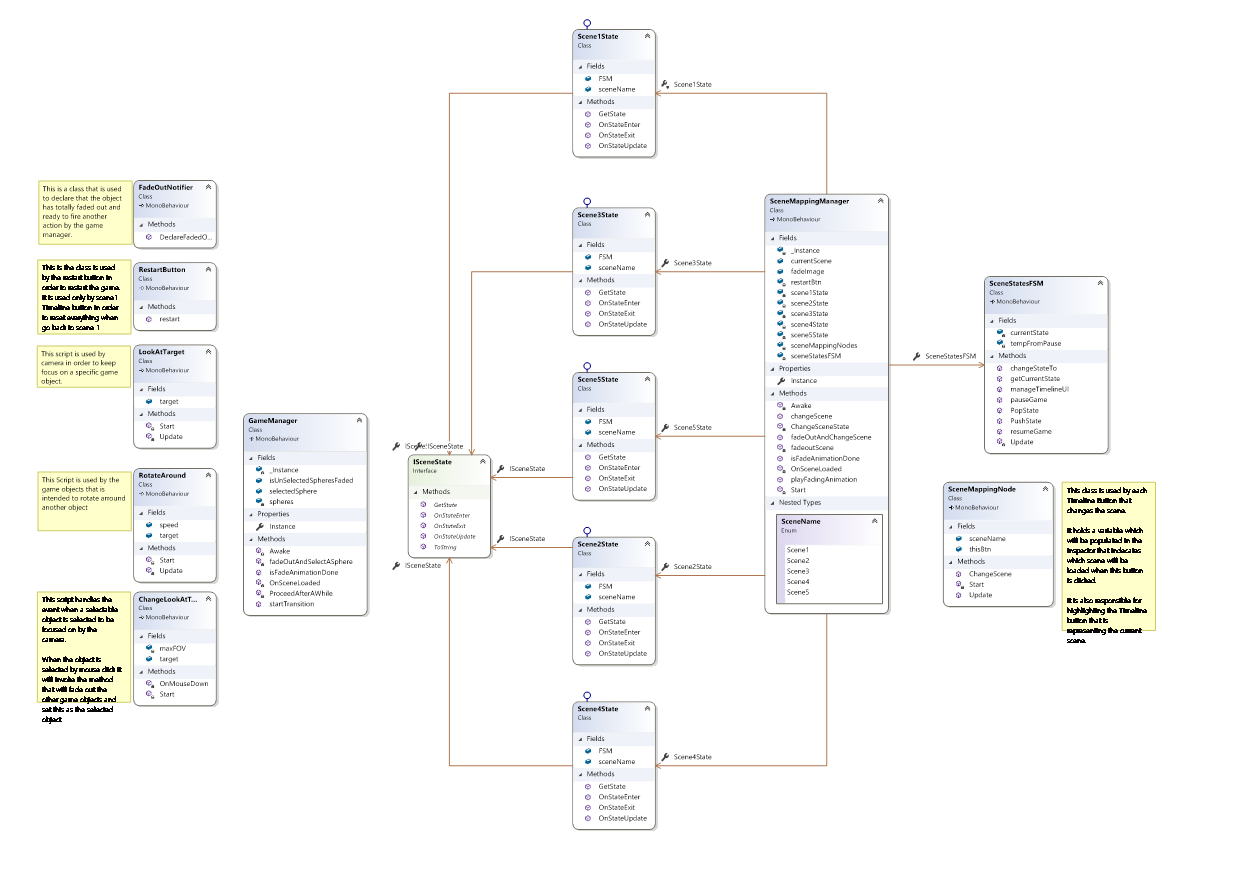 This is a class that is used
to declare that the object
has totally faded out and
ready to fire another
action by the game
manager.
FadeOutNotifier
Class
MonoBehaviour
Methods
DeclareFadedO...
This is the class is used
by the restart button in
order to restart the game.
it is used only by scene1
Timeline button in order
to reset everything when
go back to scene 1
RestartButton
Class
MonoBehaviour
Methods
restart
This script is used by
camera in order to keep
focus on a specific game
object.
LookAtTarget
Class
MonoBehaviour
Fields
target
Methods
Start
Update
This Script is used by the
game objects that is
intended to rotate arround
another object
RotateAround
Class
MonoBehaviour
Fields
speed
target
Methods
Start
Update
This script handles the
event when a selectable
object is selected to be
focused on by the
camera.
When the object is
selected by mouse click it
will invoke the method
that will fade out the
other game objects and
set this as the selected
object
ChangeLookAtT...
Class
MonoBehaviour
Fields
maxFOV
target
Methods
OnMouseDown
Start
GameManager
Class
MonoBehaviour
Fields
_Instance
isUnSelectedSpheresFaded
selectedSphere
spheres
Properties
Instance
Methods
Awake
fadeOutAndSelectASphere
isFadeAnimationDone
OnSceneLoaded
ProceedAfterAWhile
startTransition
ISceneState
ISceneState
Interface
Methods
GetState
OnStateEnter
OnStateExit
OnStateUpdate
ToString
ISceneState
ISceneState
ISceneState
Scene1State
Class
Fields
FSM
sceneName
Methods
GetState
OnStateEnter
OnStateExit
OnStateUpdate
Scene1State
Scene3State
Class
Fields
FSM
sceneName
Methods
GetState
OnStateEnter
OnStateExit
OnStateUpdate
Scene3State
Scene5State
Class
Fields
FSM
sceneName
Methods
GetState
OnStateEnter
OnStateExit
OnStateUpdate
Scene5State
Scene2State
Class
Fields
FSM
sceneName
Methods
GetState
OnStateEnter
OnStateExit
OnStateUpdate
Scene2State
Scene4State
Class
Fields
FSM
sceneName
Methods
GetState
OnStateEnter
OnStateExit
OnStateUpdate
Scene4State
SceneMappingManager
Class
MonoBehaviour
Fields
_Instance
currentScene
fadeImage
restartBtn
scene1State
scene2State
scene3State
scene4State
scene5State
sceneMappingNodes
sceneStatesFSM
Properties
Instance
Methods
Awake
changeScene
ChangeSceneState
fadeOutAndChangeScene
fadeoutScene
isFadeAnimationDone
OnSceneLoaded
playFadingAnimation
Start
Nested Types
SceneName
Enum
Scene1
Scene2
Scene3
Scene4
Scene5
SceneStatesFSM
SceneStatesFSM
Class
MonoBehaviour
Fields
currentState
tempFromPause
Methods
changeStateTo
getCurrentState
manageTimelineUI
pauseGame
PopState
PushState
resumeGame
Update
SceneMappingNode
Class
MonoBehaviour
Fields
sceneName
thisBtn
Methods
ChangeScene
Start
Update
This class is used by each
Timeline Button that
changes the scene.
It holds a variable which
will be populated in the
inspector that indecates
which scene will be
loaded when this button
is clicked.
It is also responsible for
highlighting the Timeline
button that is
representing the current
scene.